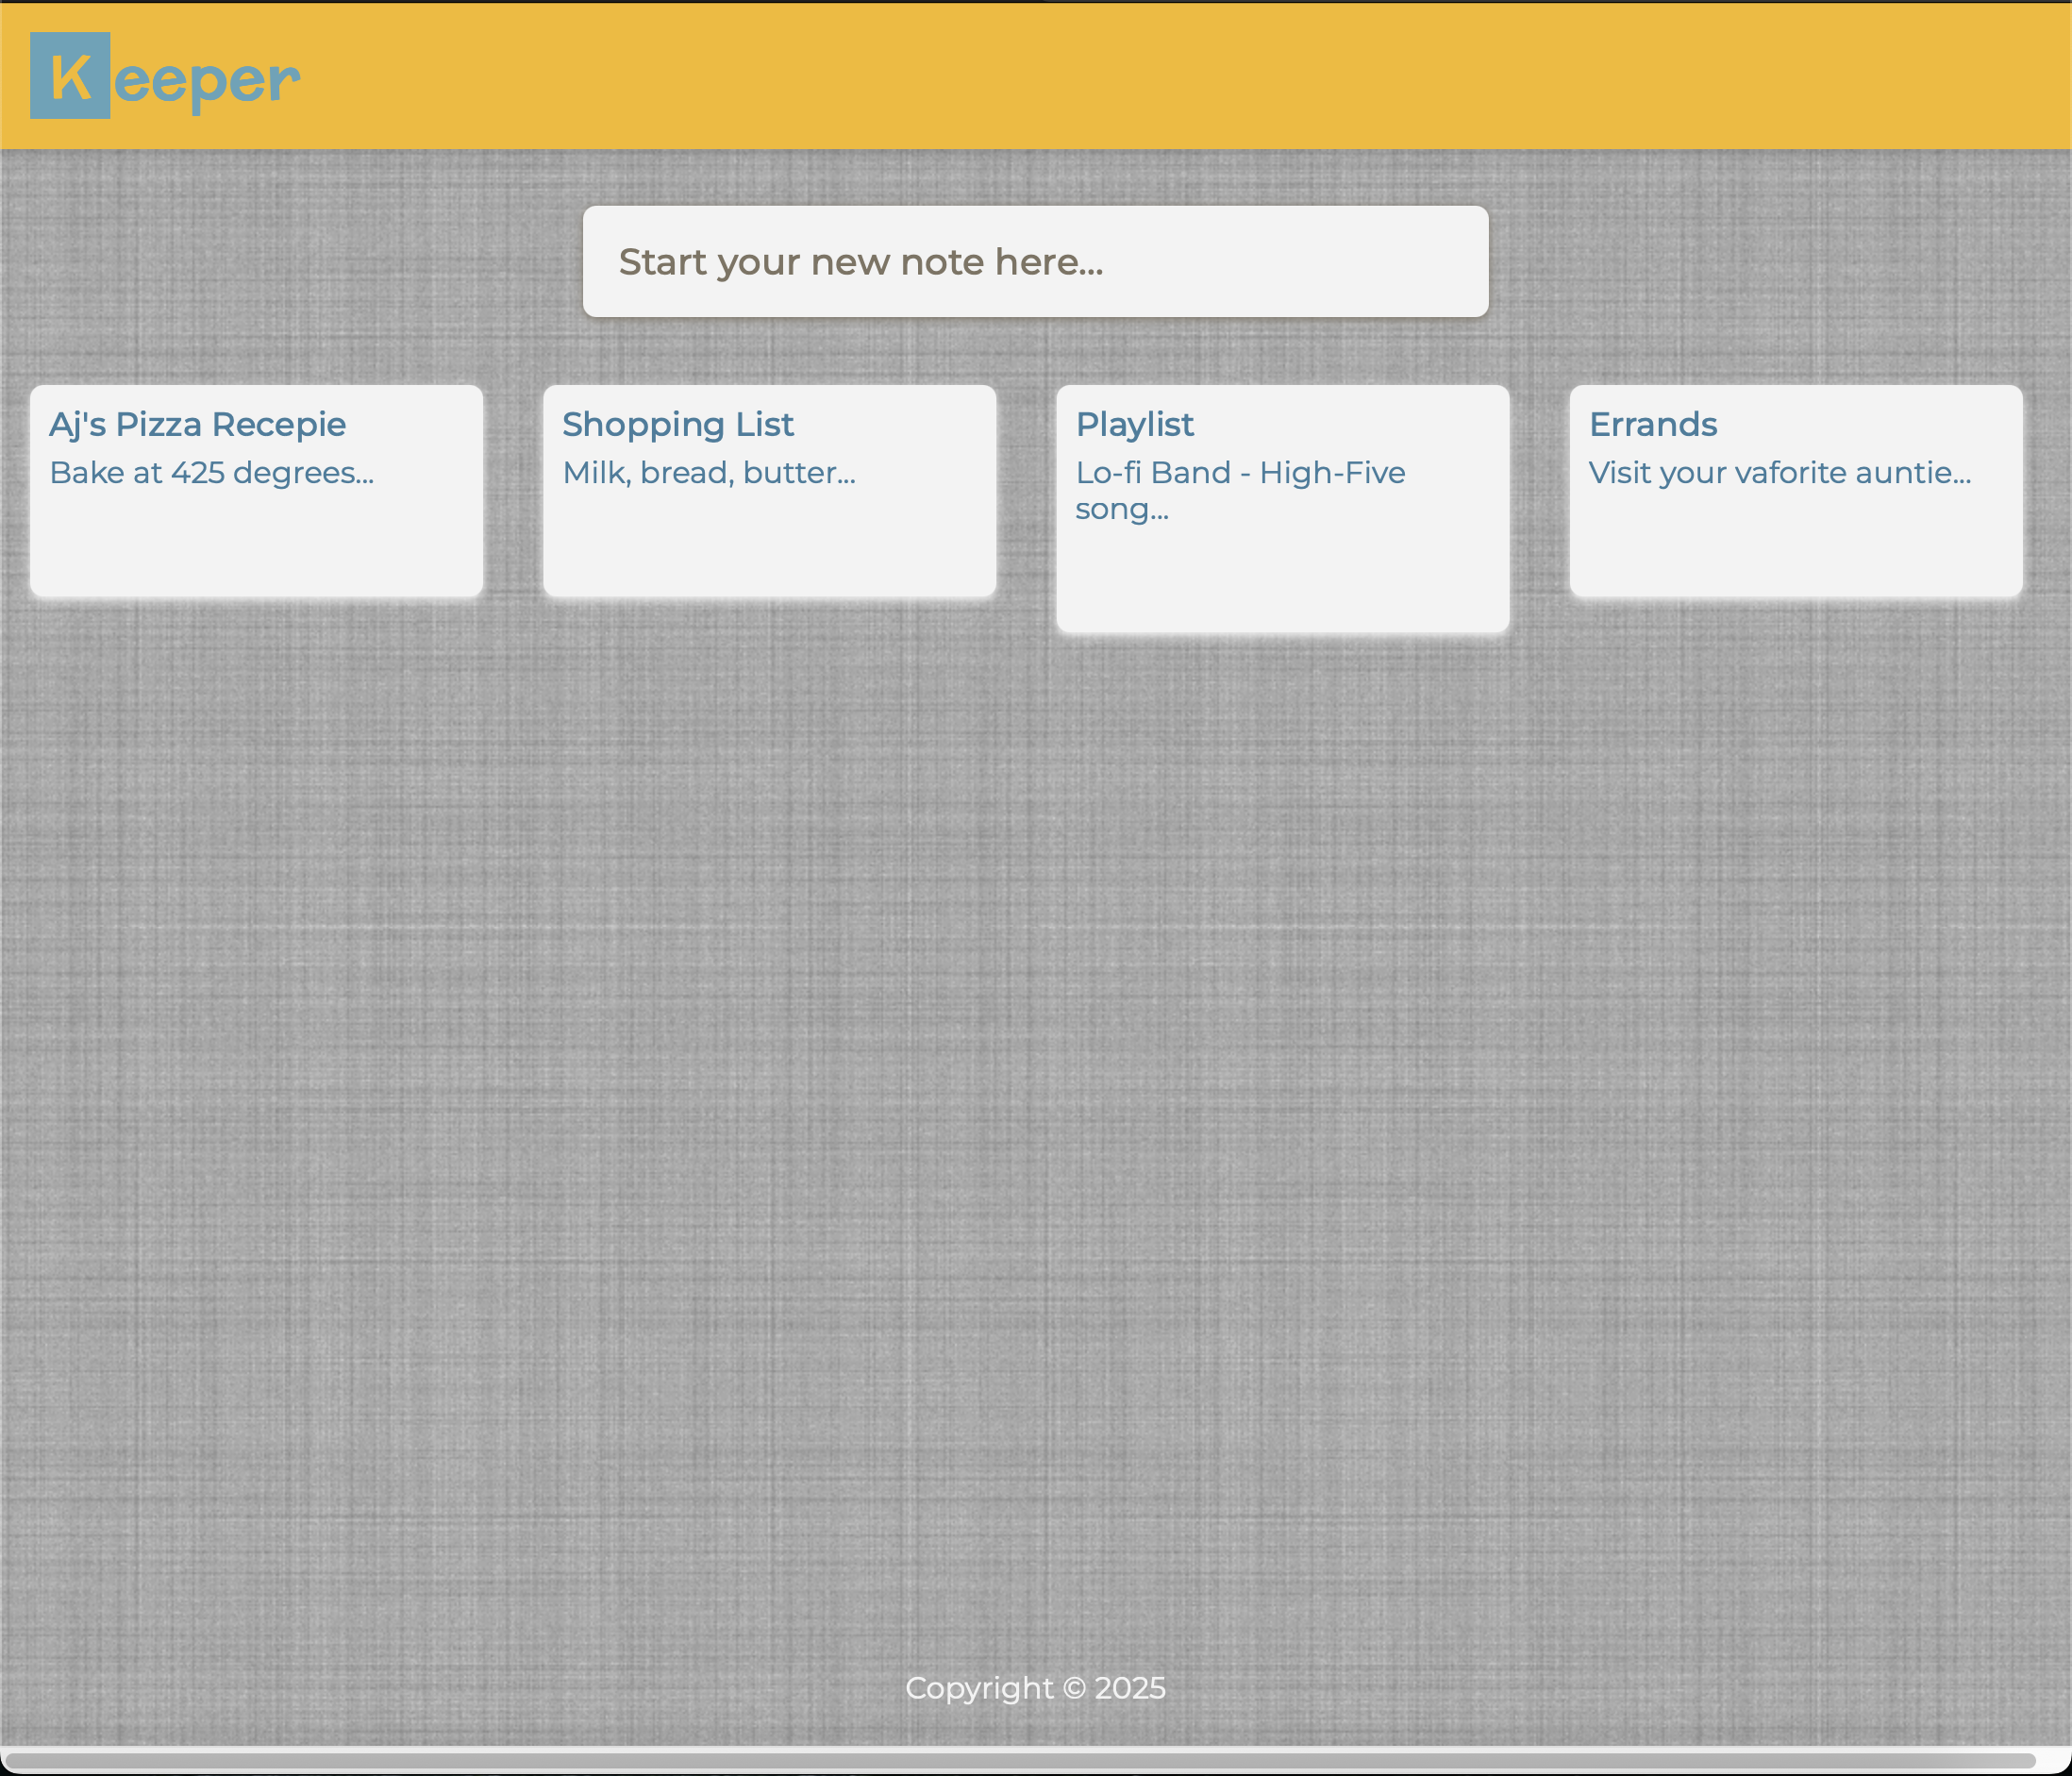 Keeper
Start your new note here...
Aj's Pizza Recepie
Bake at 425 degrees...
Shopping List
Milk, bread, butter...
Playlist
Lo-fi Band - High-Five
song...
Errands
Visit your vaforite auntie...
Copyright © 2025